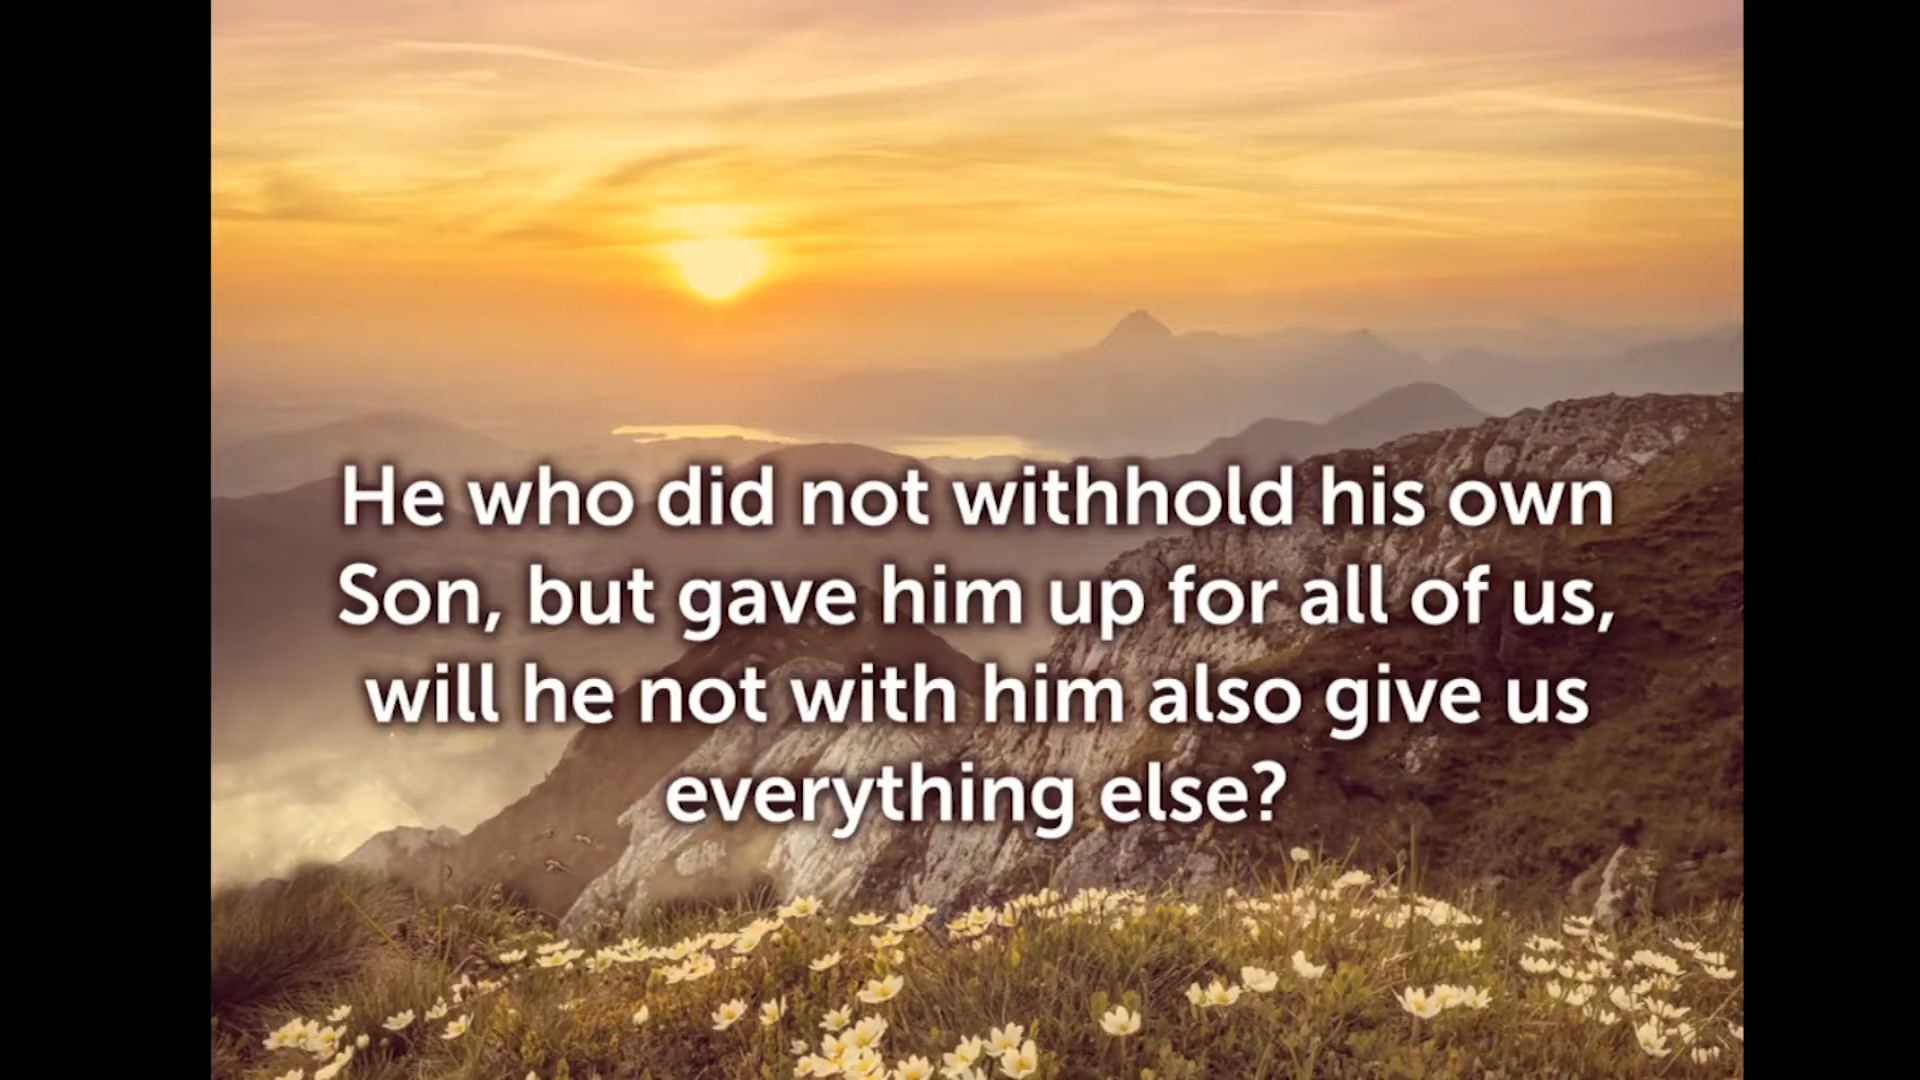 He who did not withhold his own
Son, but gave him up for all of us,
will he not with him also give us
everything else?